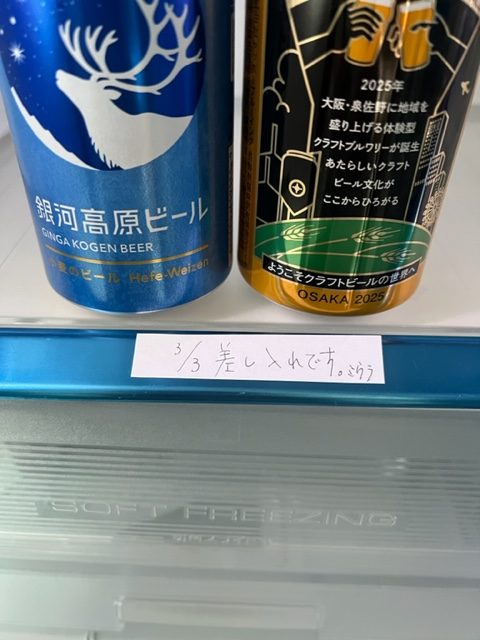 銀河高原ビール
GINGA KOGEN BEER
小麦のビール Hefe-Weizen
2025年
大阪・泉佐野に地域を
盛り上げる体験型
クラフトブルワリーが誕生
あたらしいクラフト
ビール文化が
ここからひろがる
ようこそクラフトビールの世界へ
OSAKA 2025
3/3 差し入れです。
SOFT FREEZING